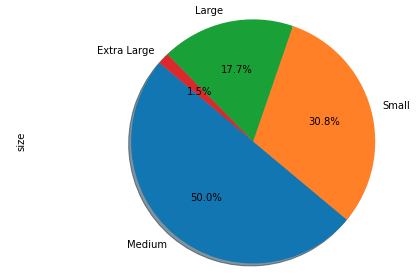 Large
Extra Large
17.7%
1.5%
Small
30.8%
size
50.0%
Medium